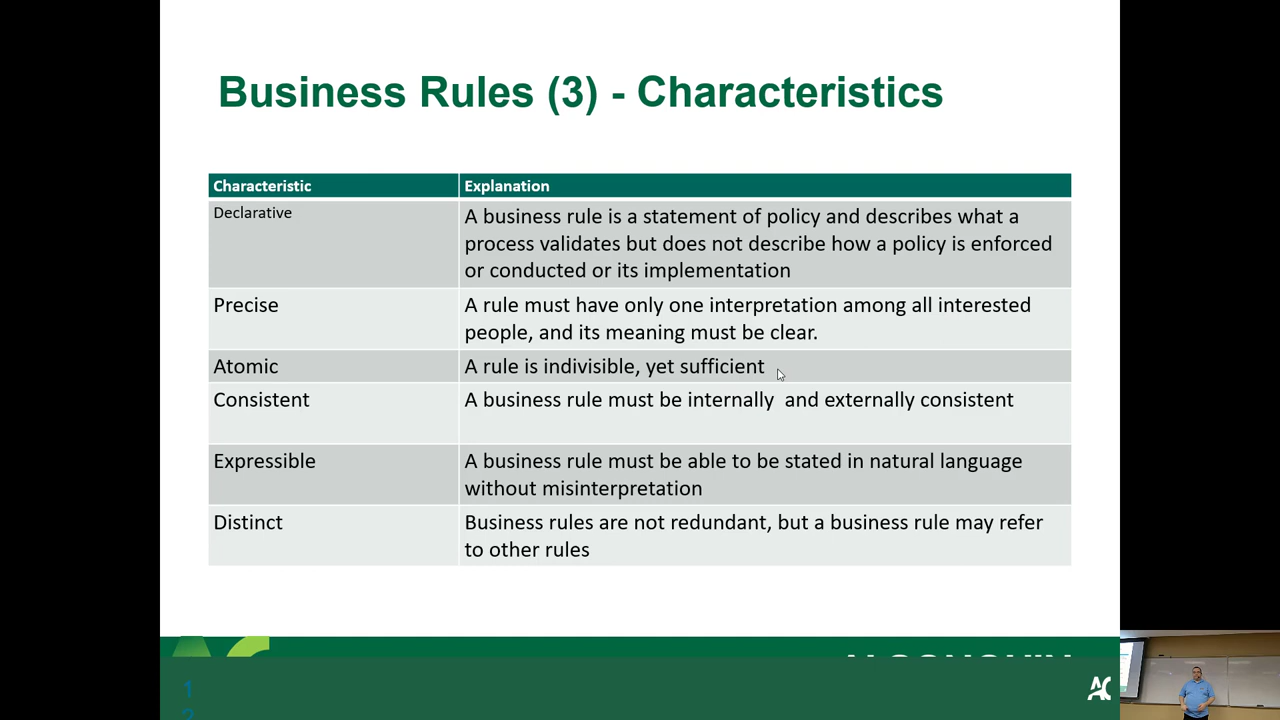 Business Rules (3) - Characteristics
Characteristic Explanation
Declarative A business rule is a statement of policy and describes what a
process validates but does not describe how a policy is enforced
or conducted or its implementation
Precise A rule must have only one interpretation among all interested
people, and its meaning must be clear.
Atomic A rule is indivisible, yet sufficient
Consistent A business rule must be internally  and externally consistent
Expressible A business rule must be able to be stated in natural language
without misinterpretation
Distinct Business rules are not redundant, but a business rule may refer
to other rules
ALGONQUIN
1
2
AC